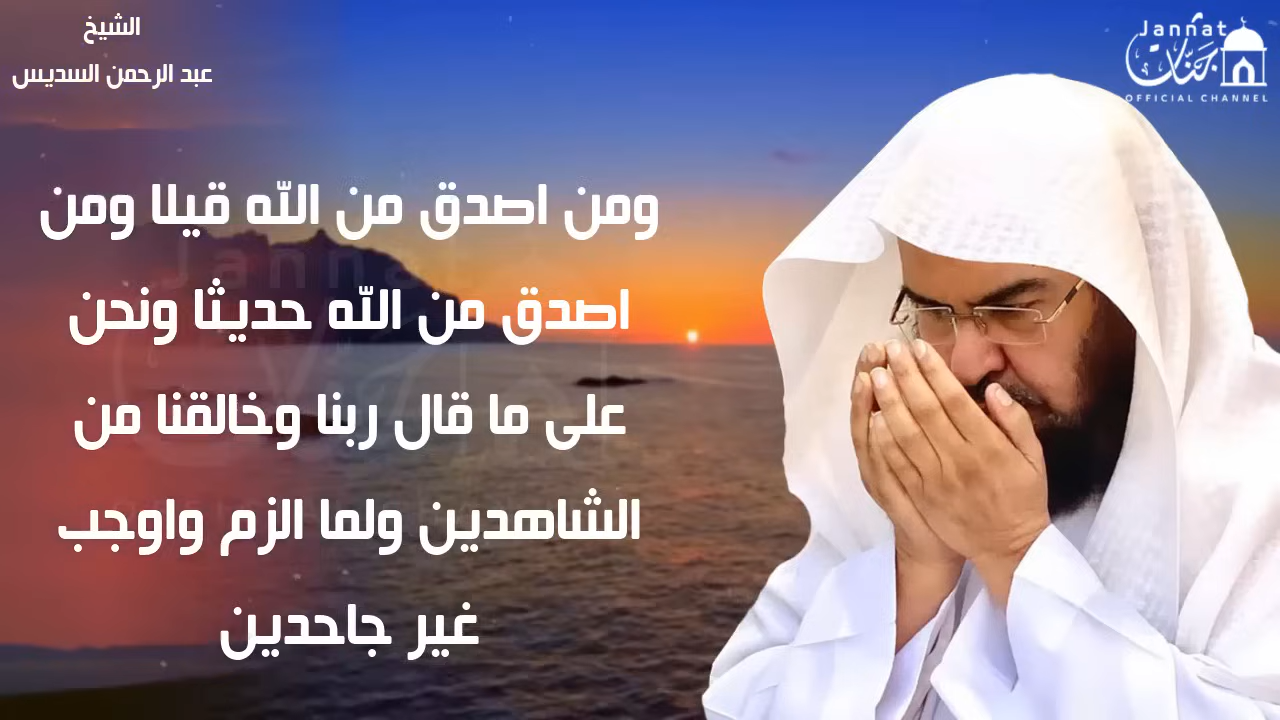 الشيخ
عبد الرحمن السديس
Jannat
جنات
OFFICIAL CHANNEL
ومن اصدق من الله قيلا ومن
اصدق من الله حديثا ونحن
على ما قال ربنا وخالقنا من
الشاهدين ولما الزم واوجب
غير جاحدين